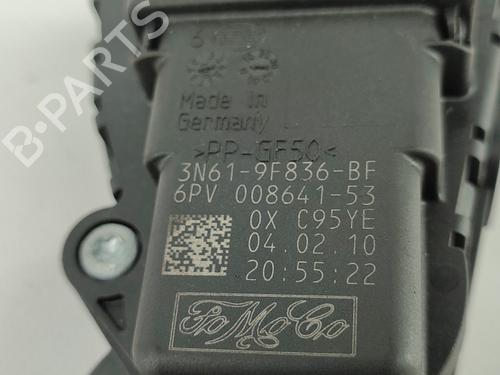 6
Made in
Germany
>PP-GF50<
3N61-9F836-BF
6PV 008641-53
0X C95YE
04.02.10
20:55:22
FoMoCo
B